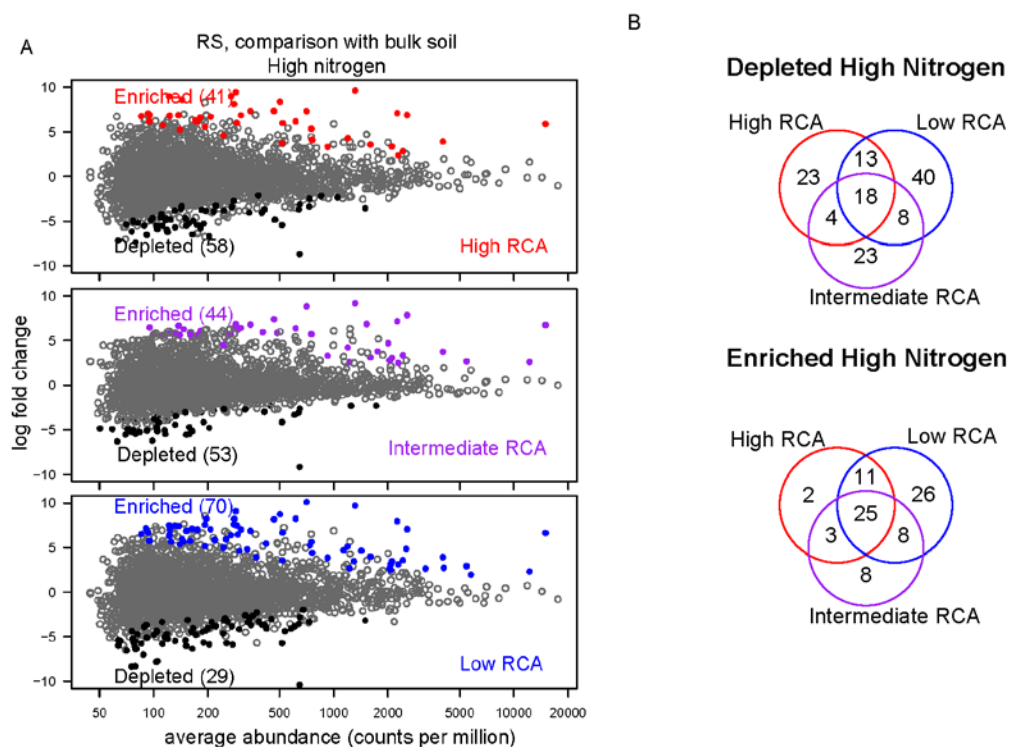 A
RS, comparison with bulk soil
High nitrogen
10
5
0
−5
−10
Enriched (41)
Depleted (58)
High RCA
10
5
0
−5
−10
Enriched (44)
Depleted (53)
Intermediate RCA
10
5
0
−5
−10
Enriched (70)
Depleted (29)
Low RCA
log fold change
50 100 200 500 1000 2000 5000 10000 20000
average abundance (counts per million)
B
Depleted High Nitrogen
High RCA
Low RCA
13
23 40
18
4 8
23
Intermediate RCA
Enriched High Nitrogen
High RCA
Low RCA
11
2 26
25
3 8
8
Intermediate RCA